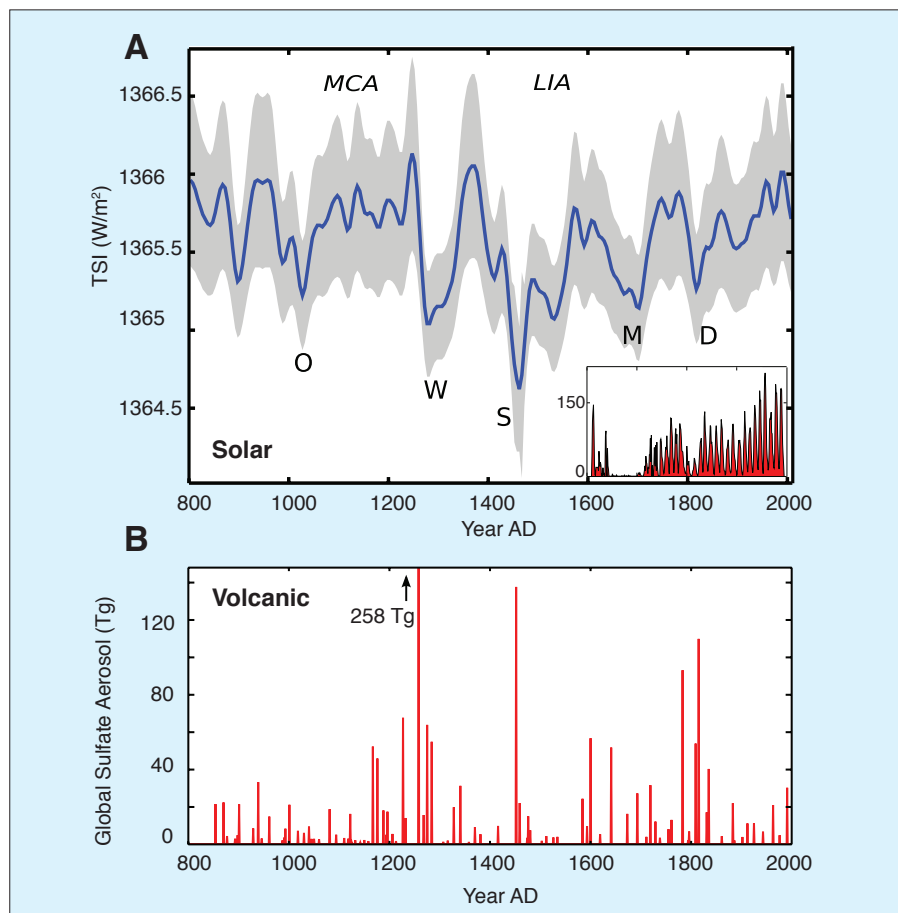 A
MCA
LIA
1366.5
1366
1365.5
1365
1364.5
TSI (W/m²)
O
W
S
M
D
150
0
Solar
800
1000
1200
1400
1600
1800
2000
Year AD
B
Volcanic
258 Tg
120
80
40
0
Global Sulfate Aerosol (Tg)
800
1000
1200
1400
1600
1800
2000
Year AD